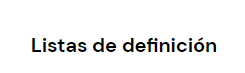 Listas de definición